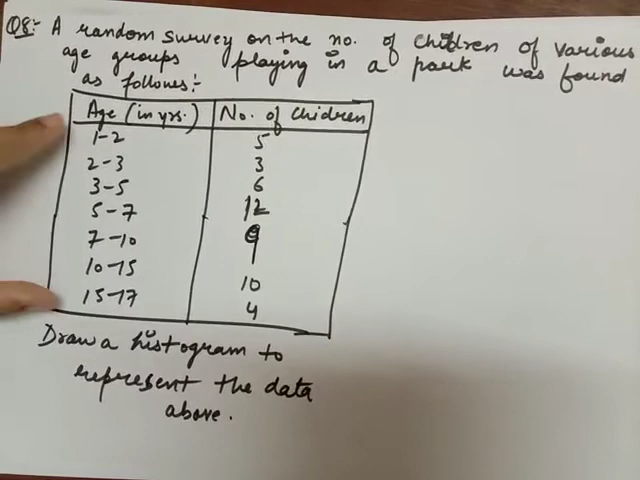 Q8:- A random survey on the no. of children of various
age groups playing in a park was found
as follows:-
Age (in yrs.) No. of children
1-2 5
2-3 3
3-5 6
5-7 12
7-10 9
10-15 10
15-17 4
Draw a histogram to
represent the data
above.